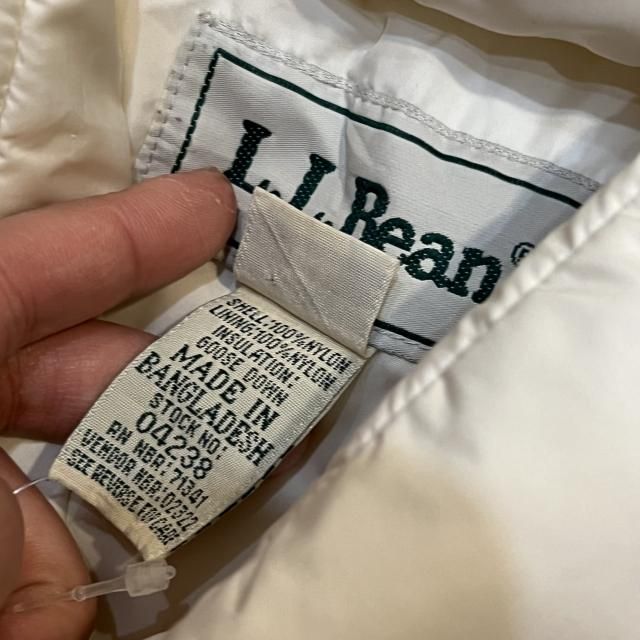 L.L.Bean®
SHELL:100%NYLON
LINING:100%NYLON
INSULATION:
GOOSE DOWN
MADE IN
BANGLADESH
STOCK NO:
04238
RN NBR: 71341
VENDOR NBR:
SEE REVERSE FOR CARE